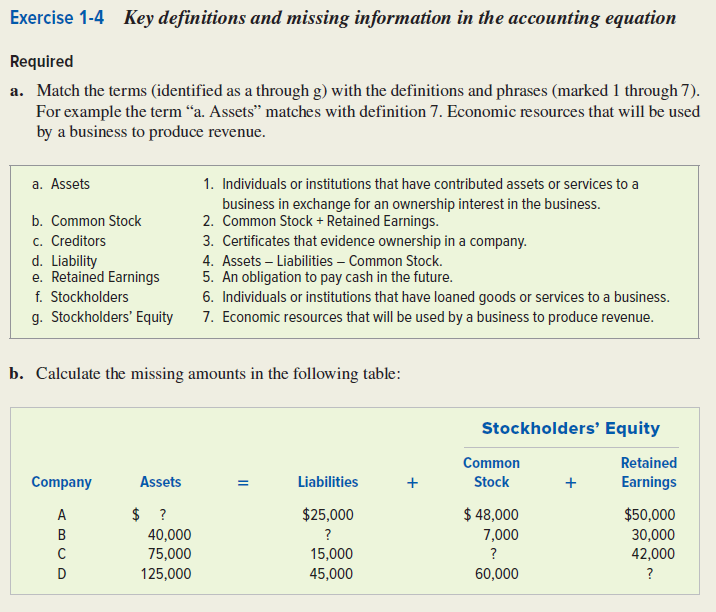 Exercise 1-4 Key definitions and missing information in the accounting equation
Required
a. Match the terms (identified as a through g) with the definitions and phrases (marked 1 through 7).
For example the term “a. Assets” matches with definition 7. Economic resources that will be used
by a business to produce revenue.
a. Assets 1. Individuals or institutions that have contributed assets or services to a
business in exchange for an ownership interest in the business.
b. Common Stock 2. Common Stock + Retained Earnings.
c. Creditors 3. Certificates that evidence ownership in a company.
d. Liability 4. Assets – Liabilities – Common Stock.
e. Retained Earnings 5. An obligation to pay cash in the future.
f. Stockholders 6. Individuals or institutions that have loaned goods or services to a business.
g. Stockholders’ Equity 7. Economic resources that will be used by a business to produce revenue.
b. Calculate the missing amounts in the following table:
Stockholders’ Equity
Common Retained
Company Assets = Liabilities + Stock + Earnings
A $ ? $25,000 $ 48,000 $50,000
B 40,000 ? 7,000 30,000
C 75,000 15,000 ? 42,000
D 125,000 45,000 60,000 ?